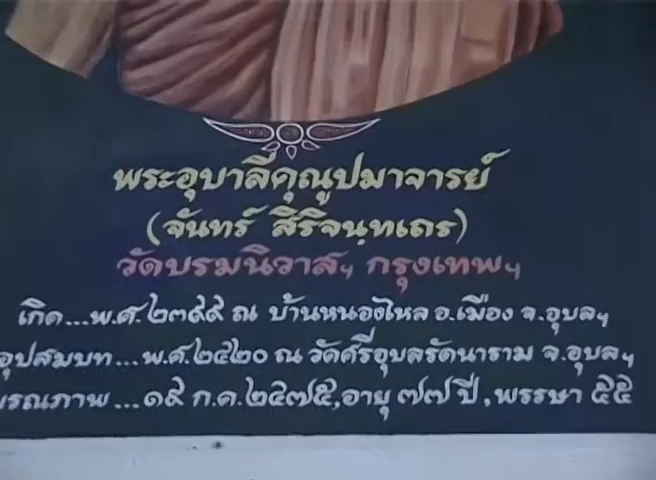 พระอุบาลีคุณูปมาจารย์
(จันทร์ สิริจนฺทเถร)
วัดบรมนิวาสฯ กรุงเทพฯ
เกิด...พ.ศ.๒๓๙๙ ณ บ้านหนองไหล อ.เมือง จ.อุบลฯ
อุปสมบท...พ.ศ.๒๔๒๐ ณ วัดศรีอุบลรัตนาราม จ.อุบลฯ
มรณภาพ...๑๙ ก.ค.๒๔๗๕,อายุ ๗๗ ปี,พรรษา ๕๕